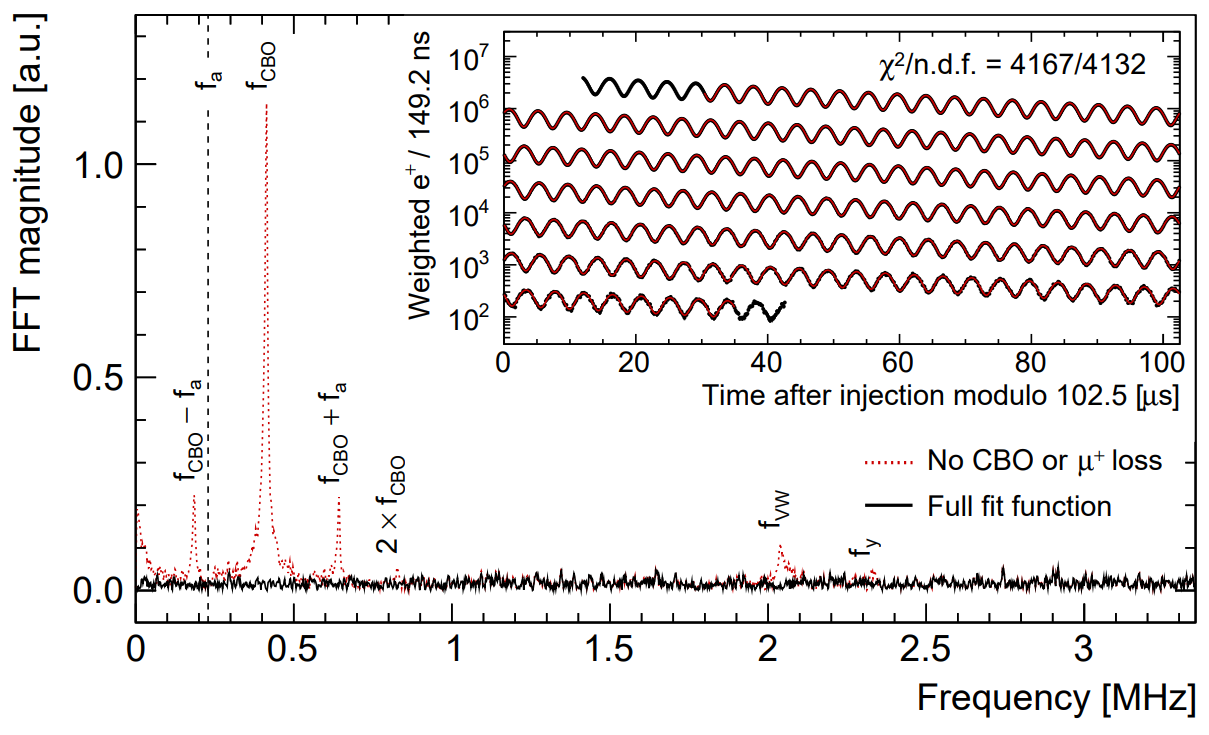 FFT magnitude [a.u.]
1.0
0.5
0.0
f_a
f_CBO
f_CBO − f_a
f_CBO + f_a
2 × f_CBO
f_VW
f_y
Weighted e⁺ / 149.2 ns
χ²/n.d.f. = 4167/4132
10⁷
10⁶
10⁵
10⁴
10³
10²
0 20 40 60 80 100
Time after injection modulo 102.5 [μs]
No CBO or μ⁺ loss
Full fit function
0 0.5 1 1.5 2 2.5 3
Frequency [MHz]